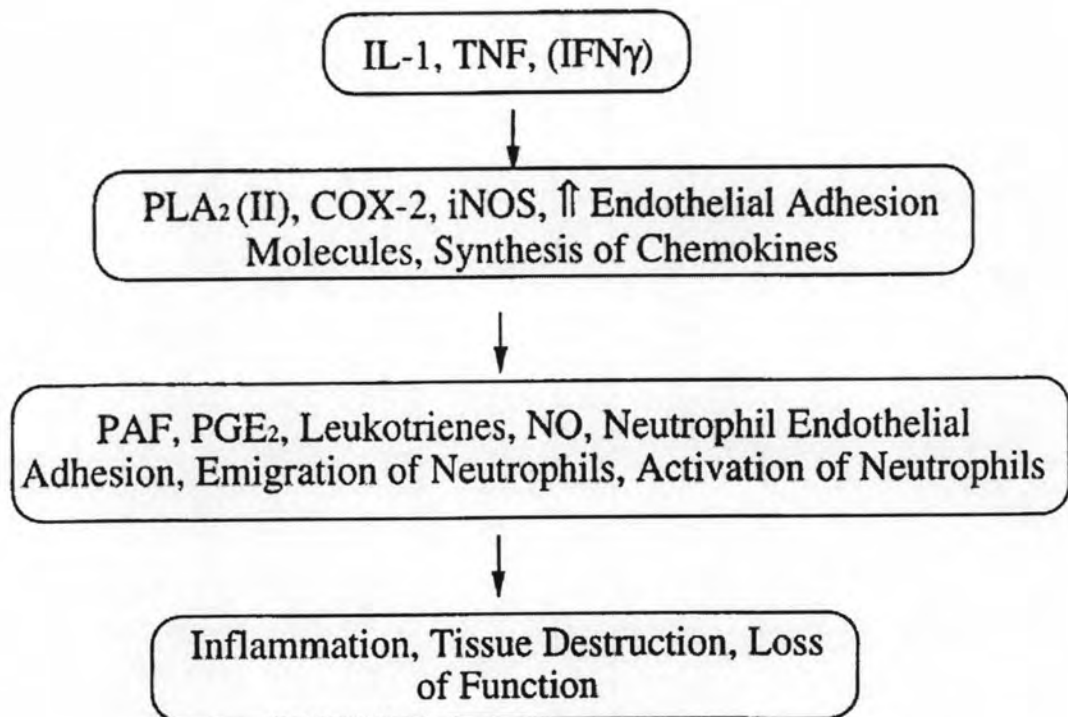 IL-1, TNF, (IFNγ)
PLA₂ (II), COX-2, iNOS, ⇑ Endothelial Adhesion
Molecules, Synthesis of Chemokines
PAF, PGE₂, Leukotrienes, NO, Neutrophil Endothelial
Adhesion, Emigration of Neutrophils, Activation of Neutrophils
Inflammation, Tissue Destruction, Loss
of Function